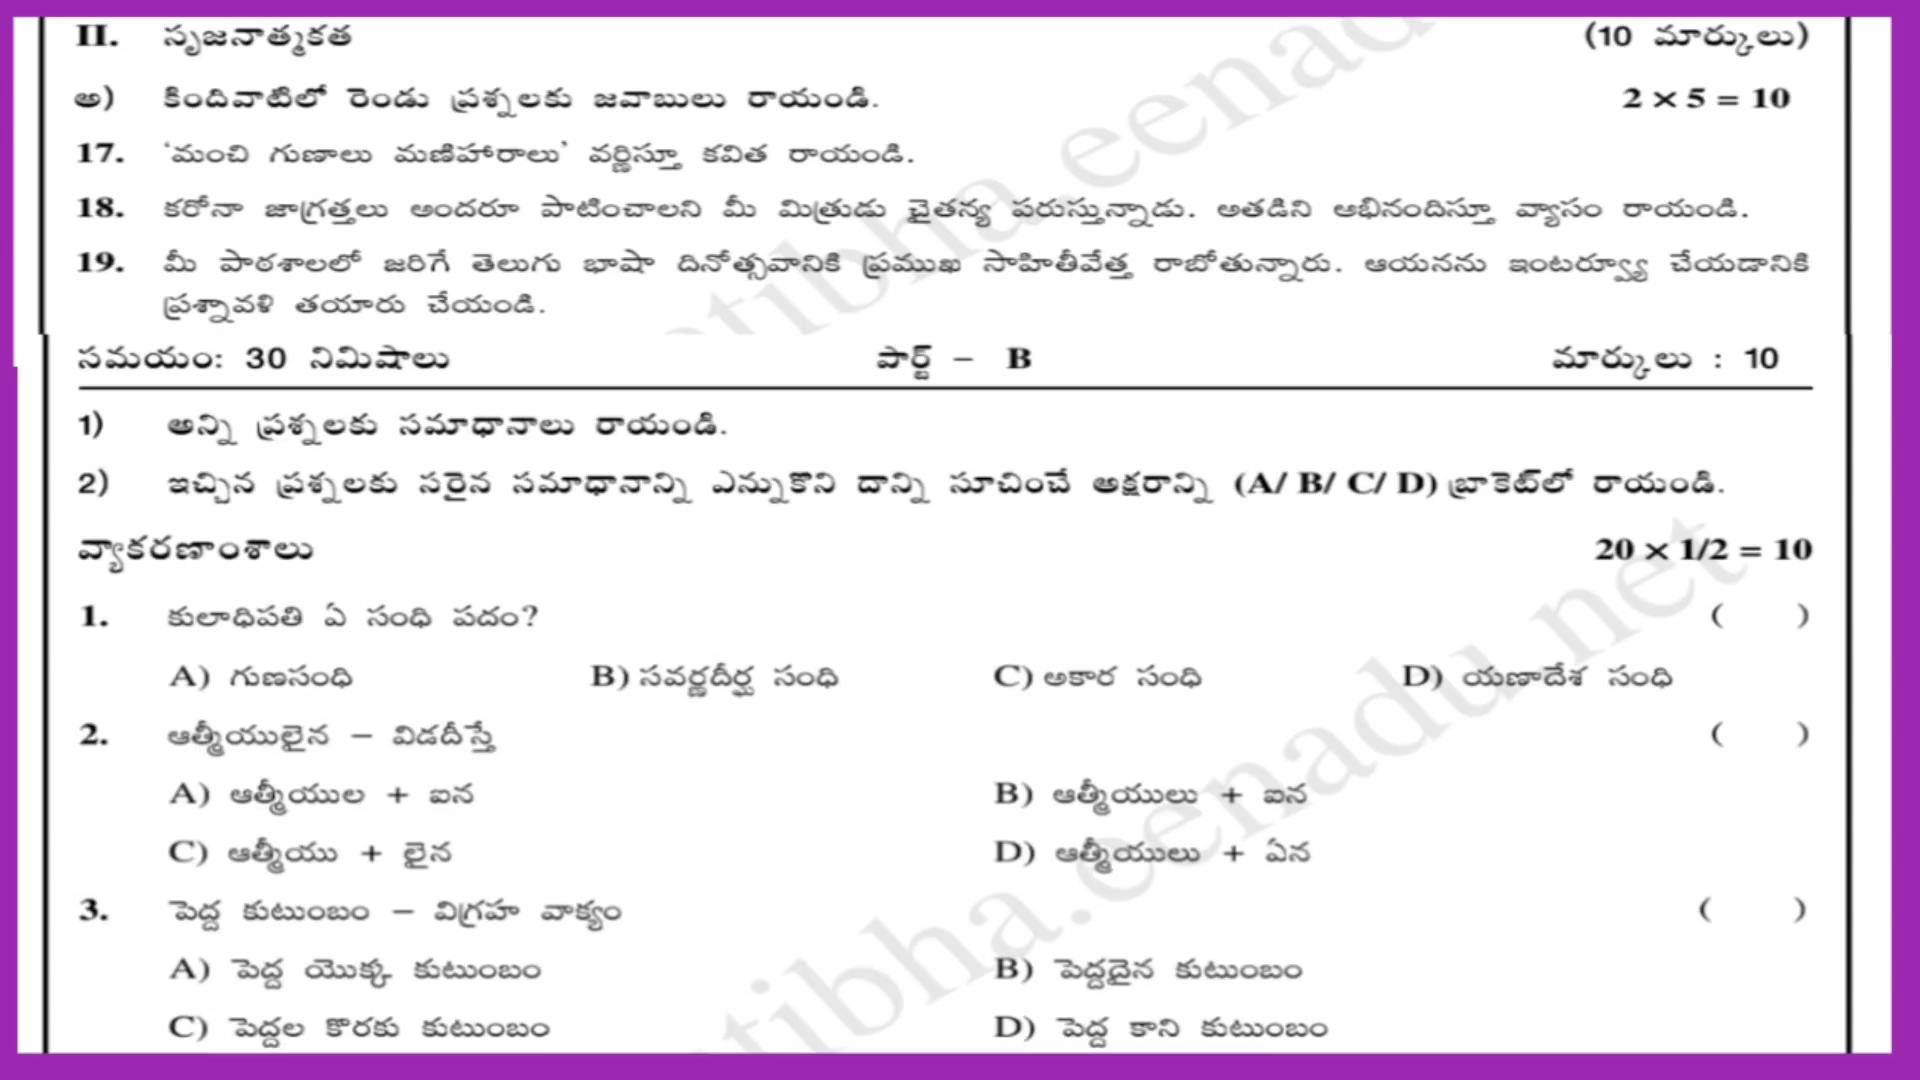 II. సృజనాత్మకత (10 మార్కులు)
అ) కిందివాటిలో రెండు ప్రశ్నలకు జవాబులు రాయండి. 2 × 5 = 10
17. 'మంచి గుణాలు మణిహారాలు' వర్ణిస్తూ కవిత రాయండి.
18. కరోనా జాగ్రత్తలు అందరూ పాటించాలని మీ మిత్రుడు చైతన్య పరుస్తున్నాడు. అతడిని అభినందిస్తూ వ్యాసం రాయండి.
19. మీ పాఠశాలలో జరిగే తెలుగు భాషా దినోత్సవానికి ప్రముఖ సాహితీవేత్త రాబోతున్నారు. ఆయనను ఇంటర్వ్యూ చేయడానికి
ప్రశ్నావళి తయారు చేయండి.
సమయం: 30 నిమిషాలు పార్ట్ – B మార్కులు : 10
1) అన్ని ప్రశ్నలకు సమాధానాలు రాయండి.
2) ఇచ్చిన ప్రశ్నలకు సరైన సమాధానాన్ని ఎన్నుకొని దాన్ని సూచించే అక్షరాన్ని (A/ B/ C/ D) బ్రాకెట్‌లో రాయండి.
వ్యాకరణాంశాలు 20 × 1/2 = 10
1. కులాధిపతి ఏ సంధి పదం? ( )
A) గుణసంధి B) సవర్ణదీర్ఘ సంధి C) అకార సంధి D) యణాదేశ సంధి
2. ఆత్మీయులైన – విడదీస్తే ( )
A) ఆత్మీయుల + ఐన B) ఆత్మీయులు + ఐన
C) ఆత్మీయు + లైన D) ఆత్మీయులు + ఏన
3. పెద్ద కుటుంబం – విగ్రహ వాక్యం ( )
A) పెద్ద యొక్క కుటుంబం B) పెద్దదైన కుటుంబం
C) పెద్దల కొరకు కుటుంబం D) పెద్ద కాని కుటుంబం